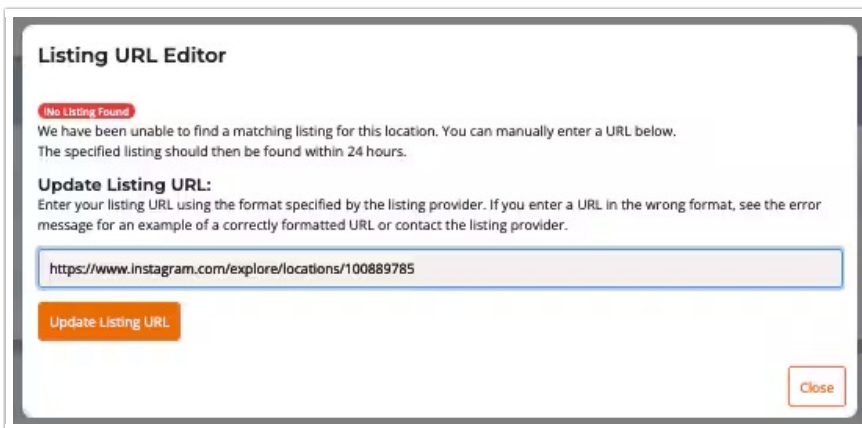 Listing URL Editor
!No Listing Found
We have been unable to find a matching listing for this location. You can manually enter a URL below.
The specified listing should then be found within 24 hours.
Update Listing URL:
Enter your listing URL using the format specified by the listing provider. If you enter a URL in the wrong format, see the error
message for an example of a correctly formatted URL or contact the listing provider.
https://www.instagram.com/explore/locations/100889785
Update Listing URL
Close